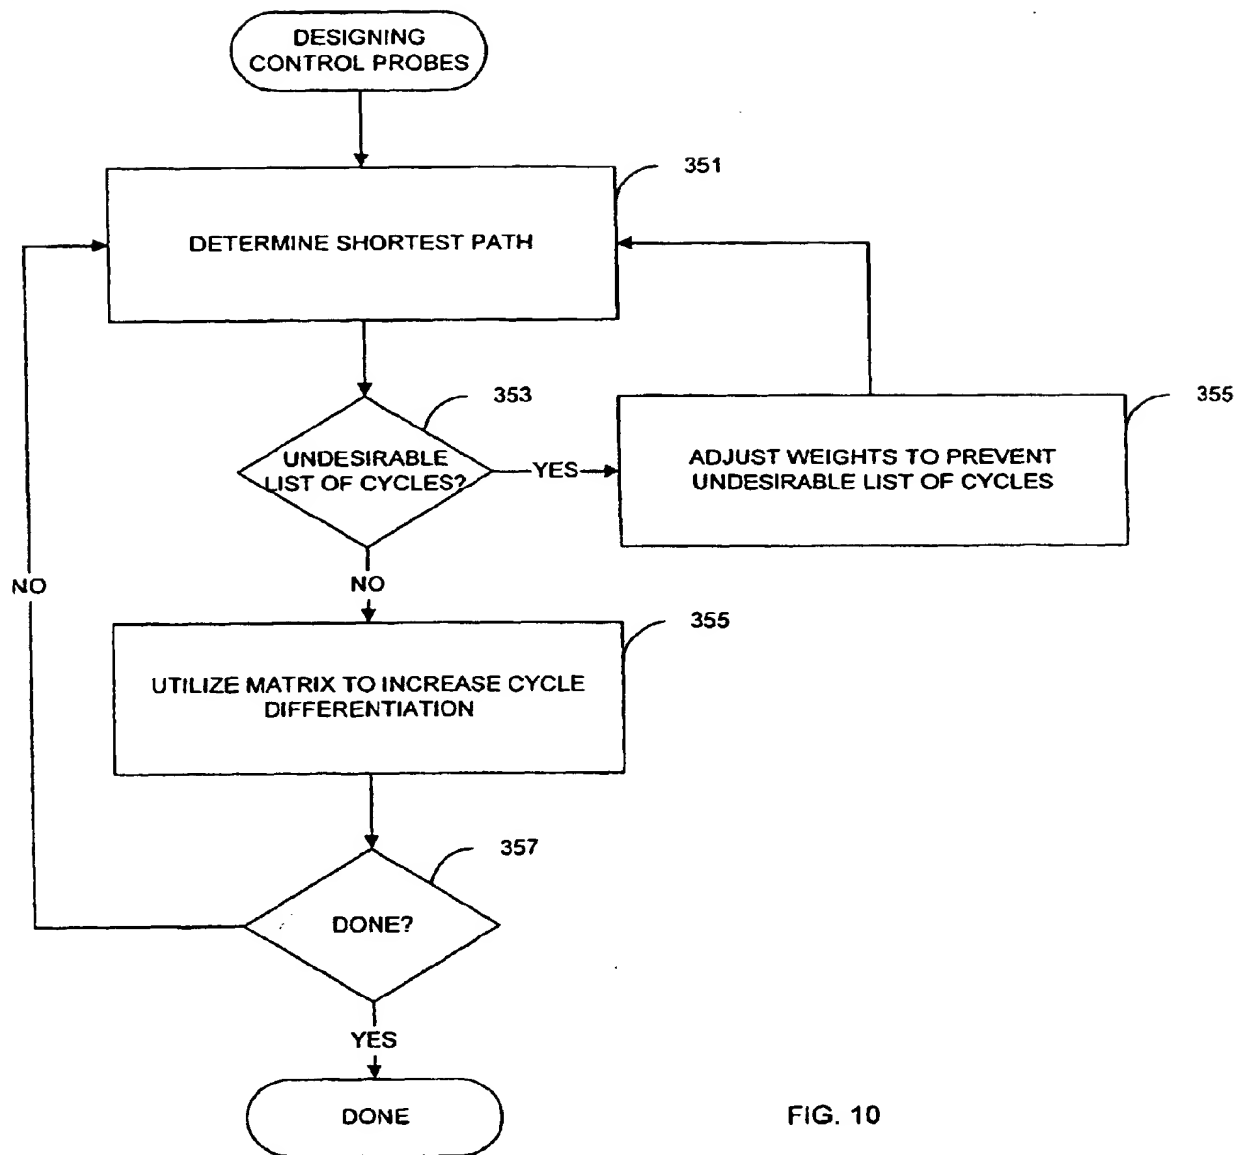 DESIGNING
CONTROL PROBES
351
DETERMINE SHORTEST PATH
353
355
UNDESIRABLE
LIST OF CYCLES?
YES
ADJUST WEIGHTS TO PREVENT
UNDESIRABLE LIST OF CYCLES
NO
NO
355
UTILIZE MATRIX TO INCREASE CYCLE
DIFFERENTIATION
357
DONE?
YES
DONE
FIG. 10